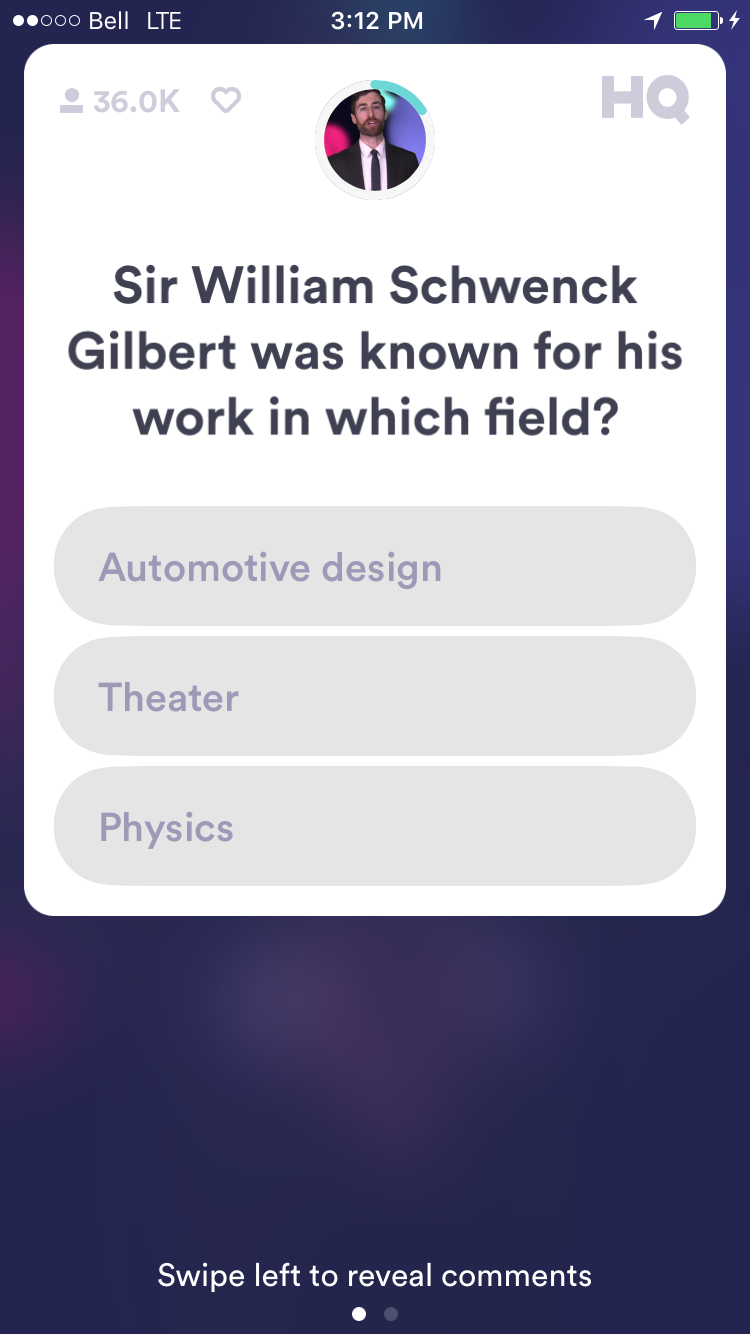 Bell LTE 3:12 PM
36.0K HQ
Sir William Schwenck
Gilbert was known for his
work in which field?
Automotive design
Theater
Physics
Swipe left to reveal comments